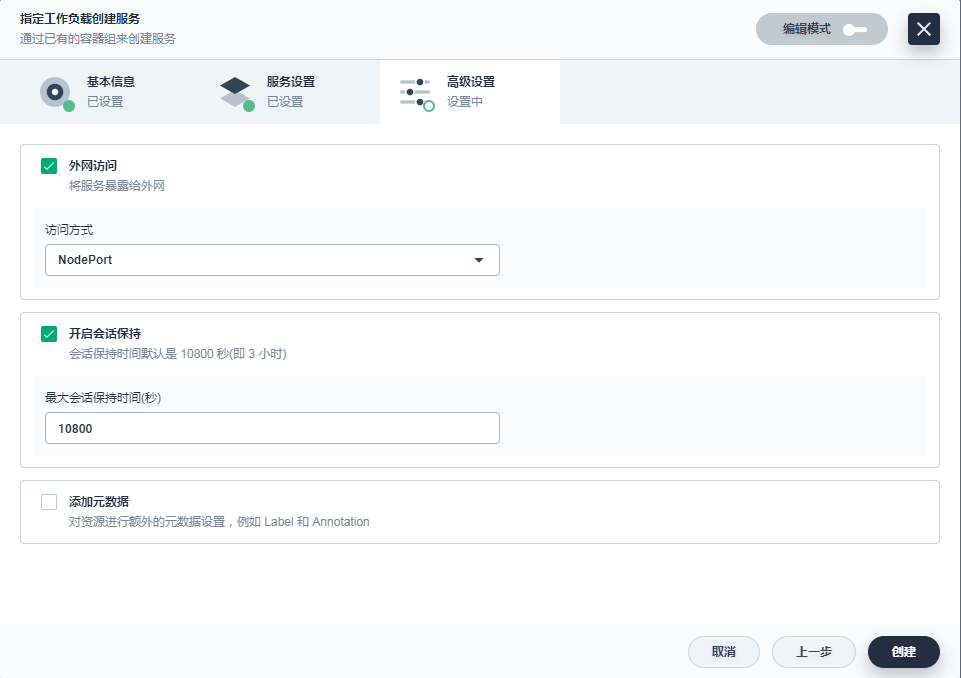 指定工作负载创建服务
通过已有的容器组来创建服务
编辑模式
基本信息
已设置
服务设置
已设置
高级设置
设置中
外网访问
将服务暴露给外网
访问方式
NodePort
开启会话保持
会话保持时间默认是 10800 秒(即 3 小时)
最大会话保持时间(秒)
10800
添加元数据
对资源进行额外的元数据设置，例如 Label 和 Annotation
取消
上一步
创建